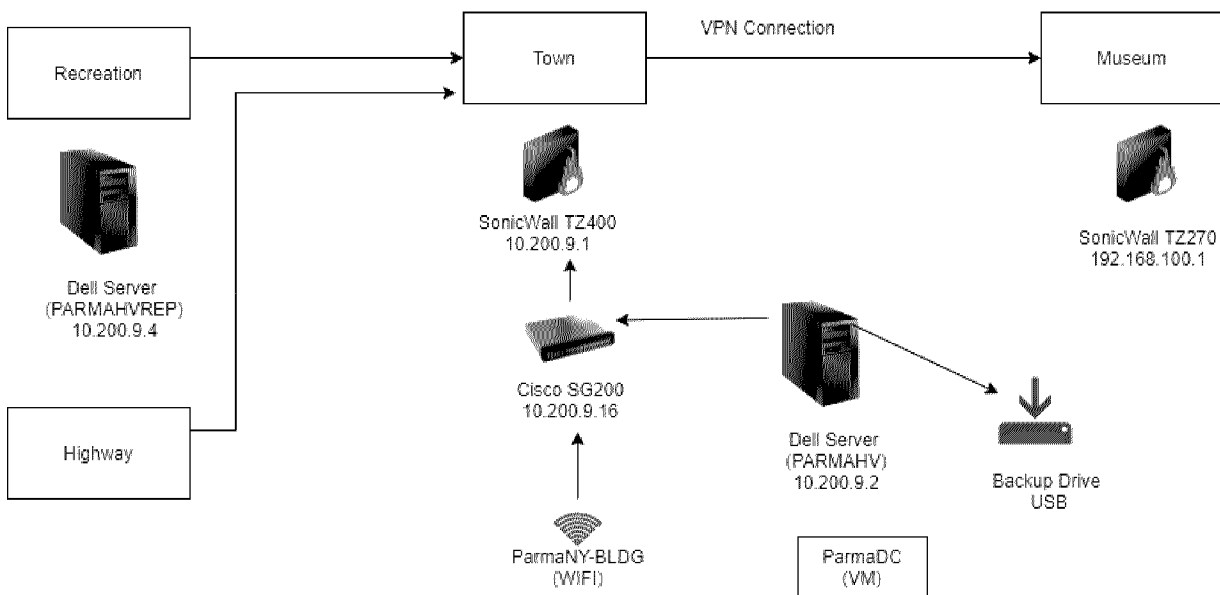 Recreation
Town
VPN Connection
Museum
SonicWall TZ400
10.200.9.1
SonicWall TZ270
192.168.100.1
Dell Server
(PARMAHVREP)
10.200.9.4
Cisco SG200
10.200.9.16
Highway
Dell Server
(PARMAHV)
10.200.9.2
Backup Drive
USB
ParmaNY-BLDG
(WIFI)
ParmaDC
(VM)